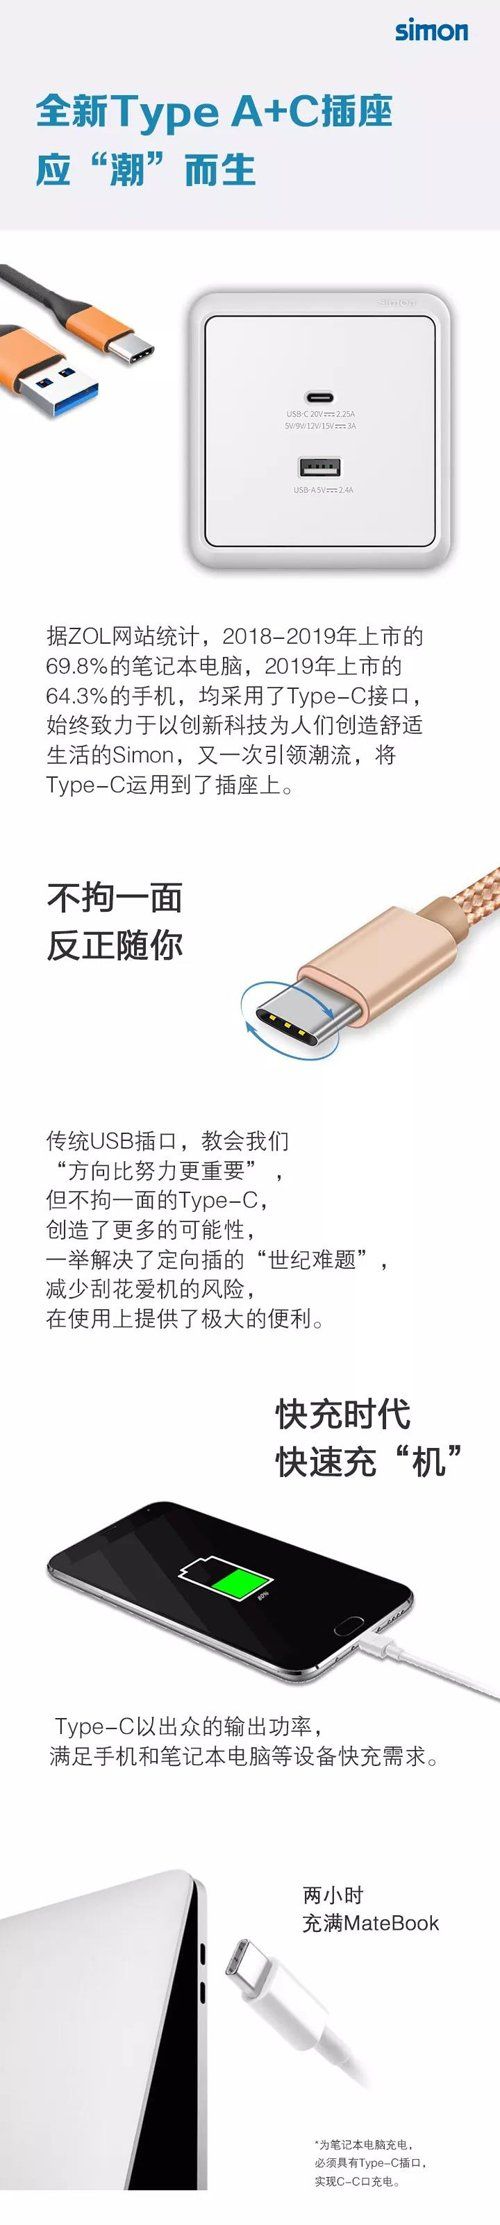 simon
全新Type A+C插座
应“潮”而生
simon
USB-C 20V⎓2.25A
5V/9V/12V/15V⎓3A
USB-A 5V⎓2.4A
据ZOL网站统计，2018-2019年上市的
69.8%的笔记本电脑，2019年上市的
64.3%的手机，均采用了Type-C接口，
始终致力于以创新科技为人们创造舒适
生活的Simon，又一次引领潮流，将
Type-C运用到了插座上。
不拘一面
反正随你
传统USB插口，教会我们
“方向比努力更重要”，
但不拘一面的Type-C，
创造了更多的可能性，
一举解决了定向插的“世纪难题”，
减少刮花爱机的风险，
在使用上提供了极大的便利。
快充时代
快速充“机”
80%
Type-C以出众的输出功率，
满足手机和笔记本电脑等设备快充需求。
两小时
充满MateBook
*为笔记本电脑充电，
必须具有Type-C插口，
实现C-C口充电。